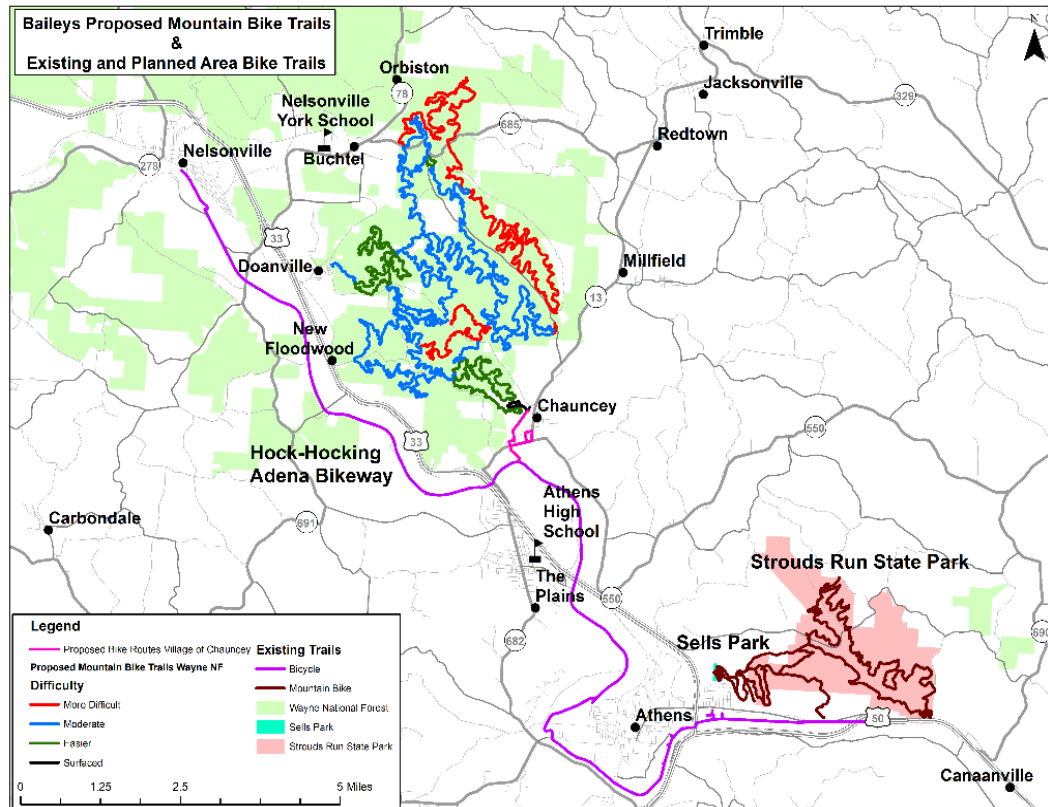 Baileys Proposed Mountain Bike Trails
&
Existing and Planned Area Bike Trails
N
Trimble
Orbiston
78
Jacksonville
329
Nelsonville
York School
685
Redtown
Buchtel
278
Nelsonville
33
Doanville
Millfield
13
New
Floodwood
Chauncey
550
33
Hock-Hocking
Adena Bikeway
Athens
High
School
Carbondale
691
The
Plains
Strouds Run State Park
550
682
690
Sells Park
Athens
50
Canaanville
Legend
Proposed Bike Routes Village of Chauncey
Proposed Mountain Bike Trails Wayne NF
Difficulty
More Difficult
Moderate
Easier
Surfaced
Existing Trails
Bicycle
Mountain Bike
Wayne National Forest
Sells Park
Strouds Run State Park
0 1.25 2.5 5 Miles